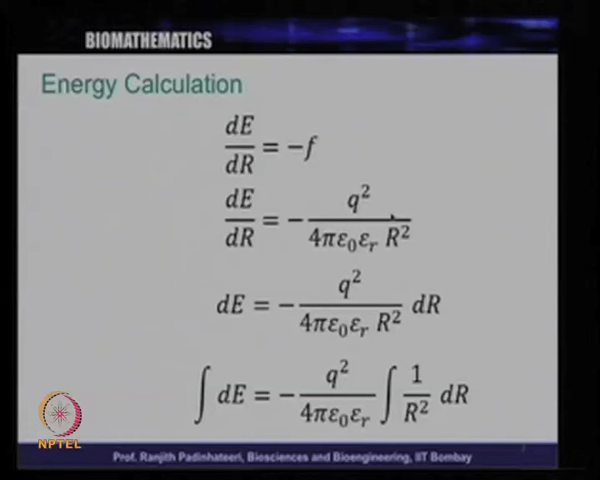 BIOMATHEMATICS
Energy Calculation
dE/dR = −f
dE/dR = − q²/4πε₀εᵣ R²
dE = − q²/4πε₀εᵣ R² dR
∫ dE = − q²/4πε₀εᵣ ∫ 1/R² dR
NPTEL
Prof. Ranjith Padinhateeri, Biosciences and Bioengineering, IIT Bombay